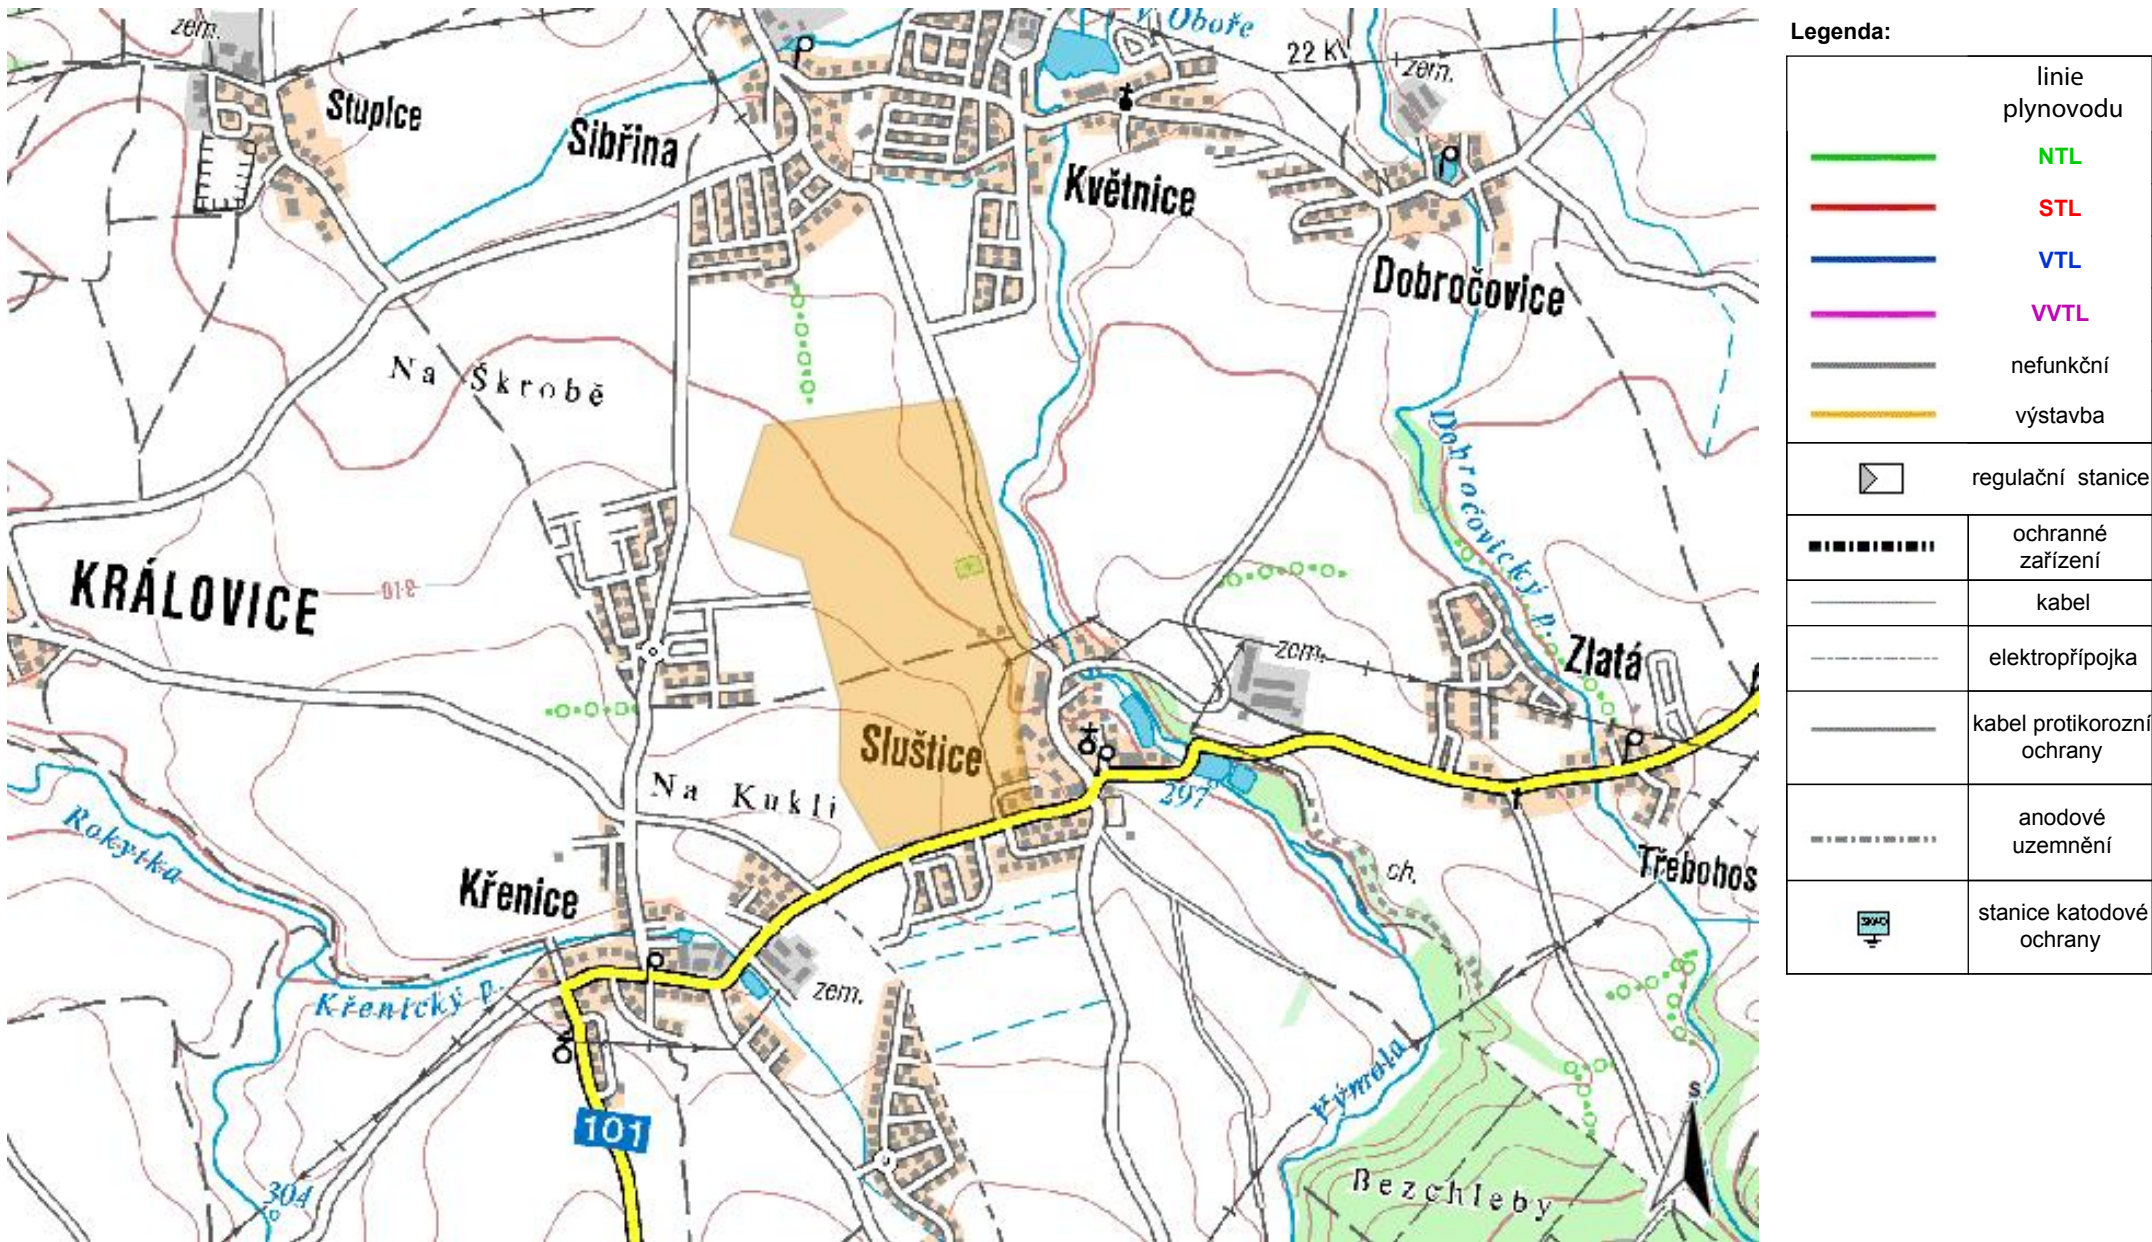 zem.
V Oboře
22 KV
zem.
Stupice
Sibřina
Květnice
Dobročovice
Na Škrobě
Dobročovický p.
KRÁLOVICE
310
zem.
Zlatá
Sluštice
Na Kukli
297
Rokytka
Křenice
ch.
Třebohos
zem.
Křenický p.
Výmola
101
304
Bezchleby
S
Legenda:
linie
plynovodu
NTL
STL
VTL
VVTL
nefunkční
výstavba
regulační stanice
ochranné
zařízení
kabel
elektropřípojka
kabel protikorozní
ochrany
anodové
uzemnění
SKAO
stanice katodové
ochrany